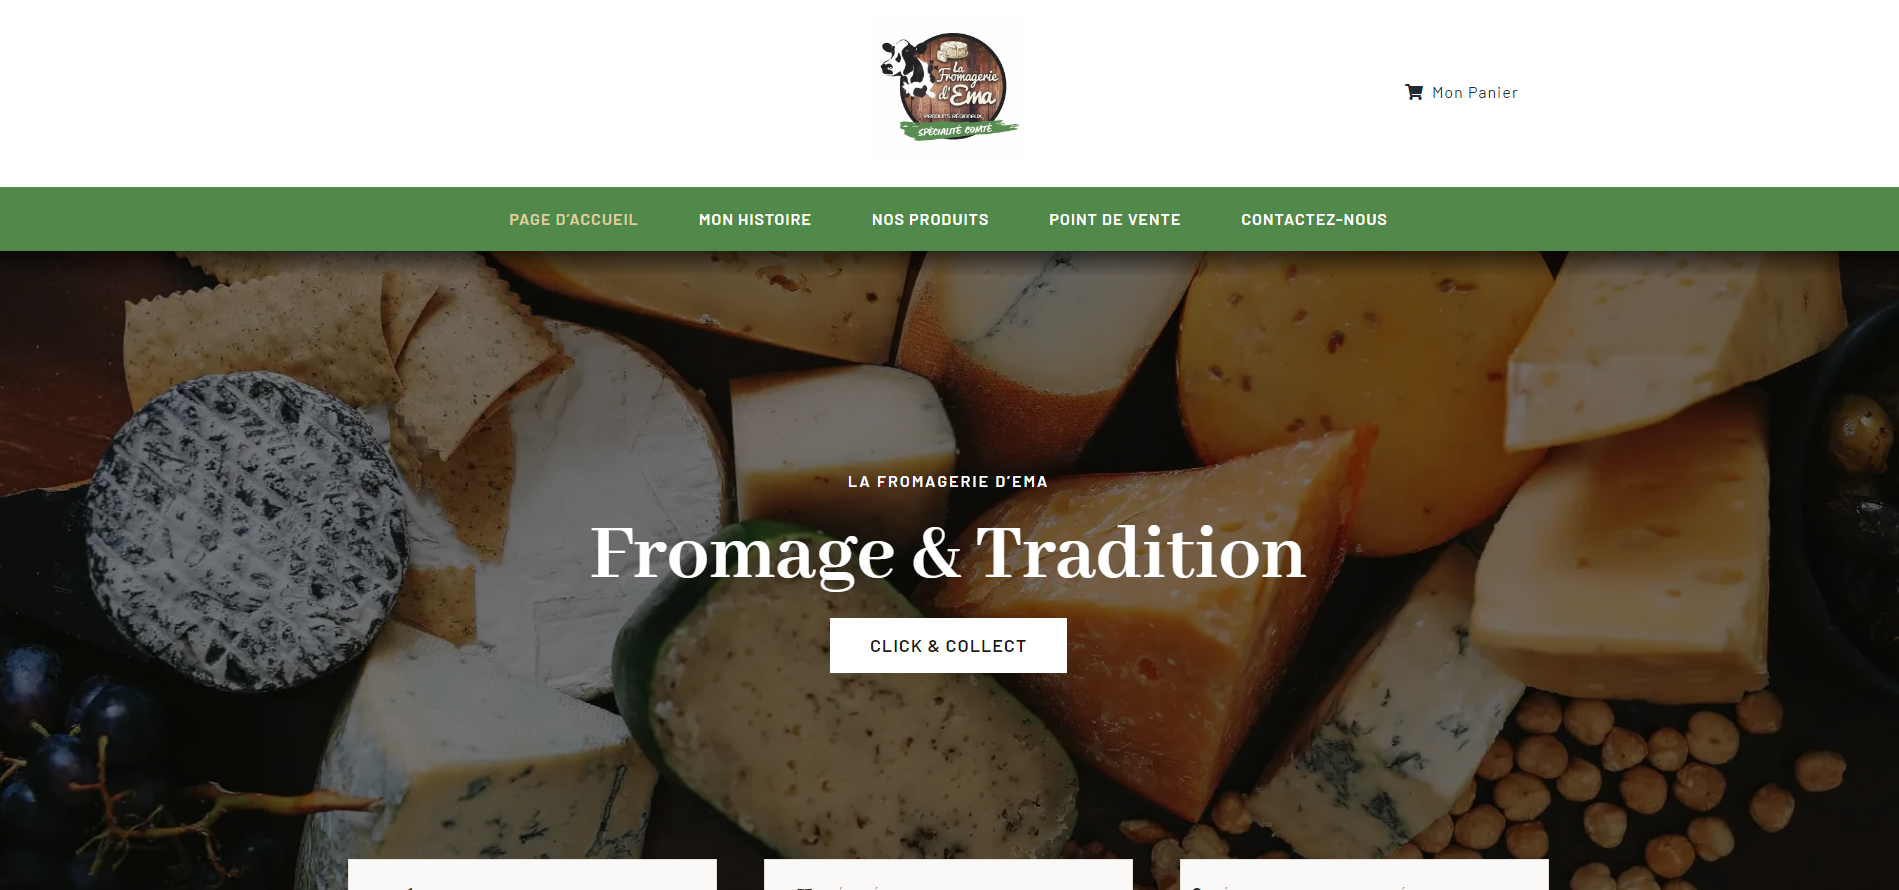 La
Fromagerie
d'Ema
PRODUITS RÉGIONAUX
SPÉCIALITÉ COMTÉ
Mon Panier
PAGE D'ACCUEIL
MON HISTOIRE
NOS PRODUITS
POINT DE VENTE
CONTACTEZ-NOUS
LA FROMAGERIE D'EMA
Fromage & Tradition
CLICK & COLLECT